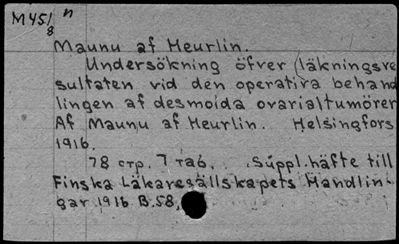 M45/8 n
Maunu af Heurlin.
Undersökning öfver läkningsre
sultaten vid den operativa behand
lingen af desmoida ovarialtumörer
Af Maunu af Heurlin. Helsingfors
1916.
78 стр. 7 таб. Suppl.häfte till
Finska Läkaresällskapets Handlin-
gar 1916 B.58.